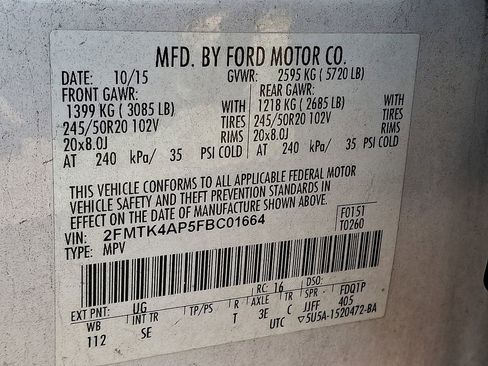 MFD. BY FORD MOTOR CO.
DATE: 10/15 GVWR: 2595 KG ( 5720 LB)
FRONT GAWR: REAR GAWR:
1399 KG ( 3085 LB) WITH 1218 KG ( 2685 LB) WITH
245/50R20 102V TIRES 245/50R20 102V TIRES
20x8.0J RIMS 20x8.0J RIMS
AT 240 kPa/ 35 PSI COLD AT 240 kPa/ 35 PSI COLD
THIS VEHICLE CONFORMS TO ALL APPLICABLE FEDERAL MOTOR
VEHICLE SAFETY AND THEFT PREVENTION STANDARDS IN
EFFECT ON THE DATE OF MANUFACTURE SHOWN ABOVE.
VIN: 2FMTK4AP5FBC01664 F0151
TYPE: MPV T0260
EXT PNT: UG RC: 16 DSO:
WB INT TR TP/PS R AXLE TR SPR FDQ1P
112 SE T 3E C JJFF 405
UTC ▽5U5A-1520472-BA